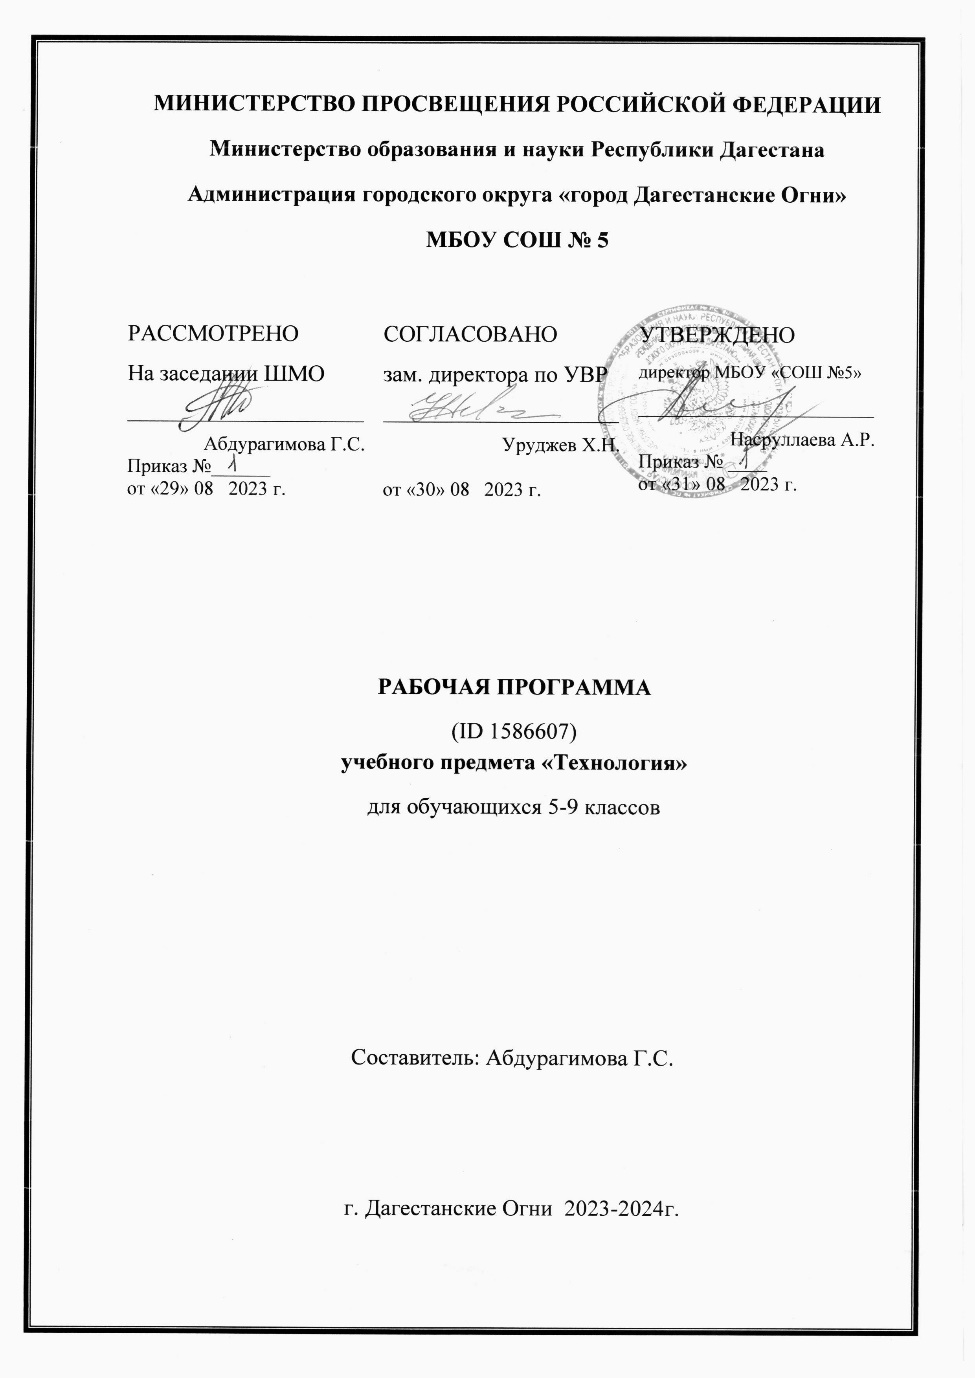 МИНИСТЕРСТВО ПРОСВЕЩЕНИЯ РОССИЙСКОЙ ФЕДЕРАЦИИ
Министерство образования и науки Республики Дагестана
Администрация городского округа «город Дагестанские Огни»
МБОУ СОШ № 5
РАССМОТРЕНО
На заседании ШМО
Абдурагимова Г.С.
Приказ № 1
от «29» 08 2023 г.
СОГЛАСОВАНО
зам. директора по УВР
Уруджев Х.Н.
от «30» 08 2023 г.
УТВЕРЖДЕНО
директор МБОУ «СОШ №5»
Насруллаева А.Р.
Приказ № 1
от «31» 08 2023 г.
РАБОЧАЯ ПРОГРАММА
(ID 1586607)
учебного предмета «Технология»
для обучающихся 5-9 классов
Составитель: Абдурагимова Г.С.
г. Дагестанские Огни 2023-2024г.